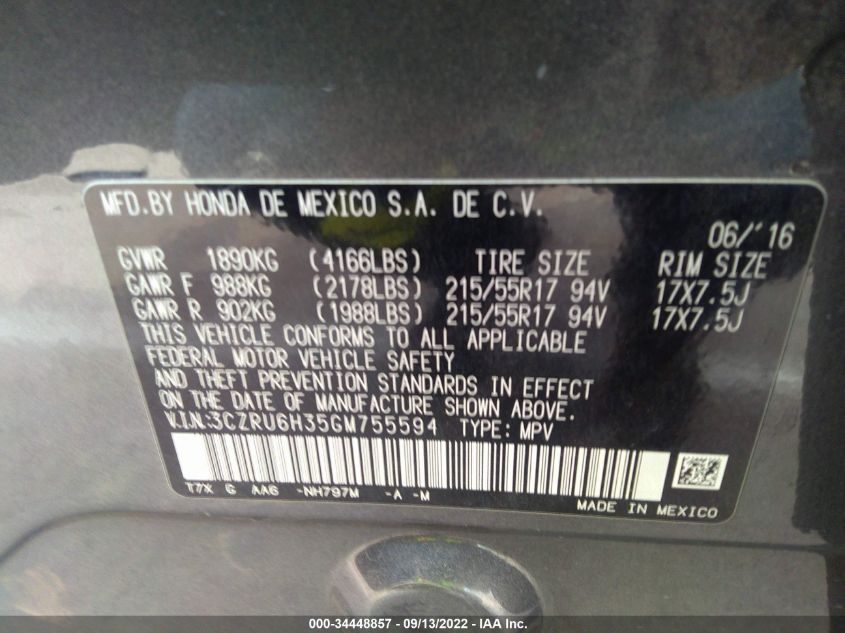 MFD.BY HONDA DE MEXICO S.A. DE C.V.
06/'16
GVWR 1890KG (4166LBS) TIRE SIZE RIM SIZE
GAWR F 988KG (2178LBS) 215/55R17 94V 17X7.5J
GAWR R 902KG (1988LBS) 215/55R17 94V 17X7.5J
THIS VEHICLE CONFORMS TO ALL APPLICABLE
FEDERAL MOTOR VEHICLE SAFETY
AND THEFT PREVENTION STANDARDS IN EFFECT
ON THE DATE OF MANUFACTURE SHOWN ABOVE.
V.I.N.:3CZRU6H35GM755594 TYPE: MPV
T7X G AA6 -NH797M -A -M
MADE IN MEXICO
000-34448857 - 09/13/2022 - IAA Inc.